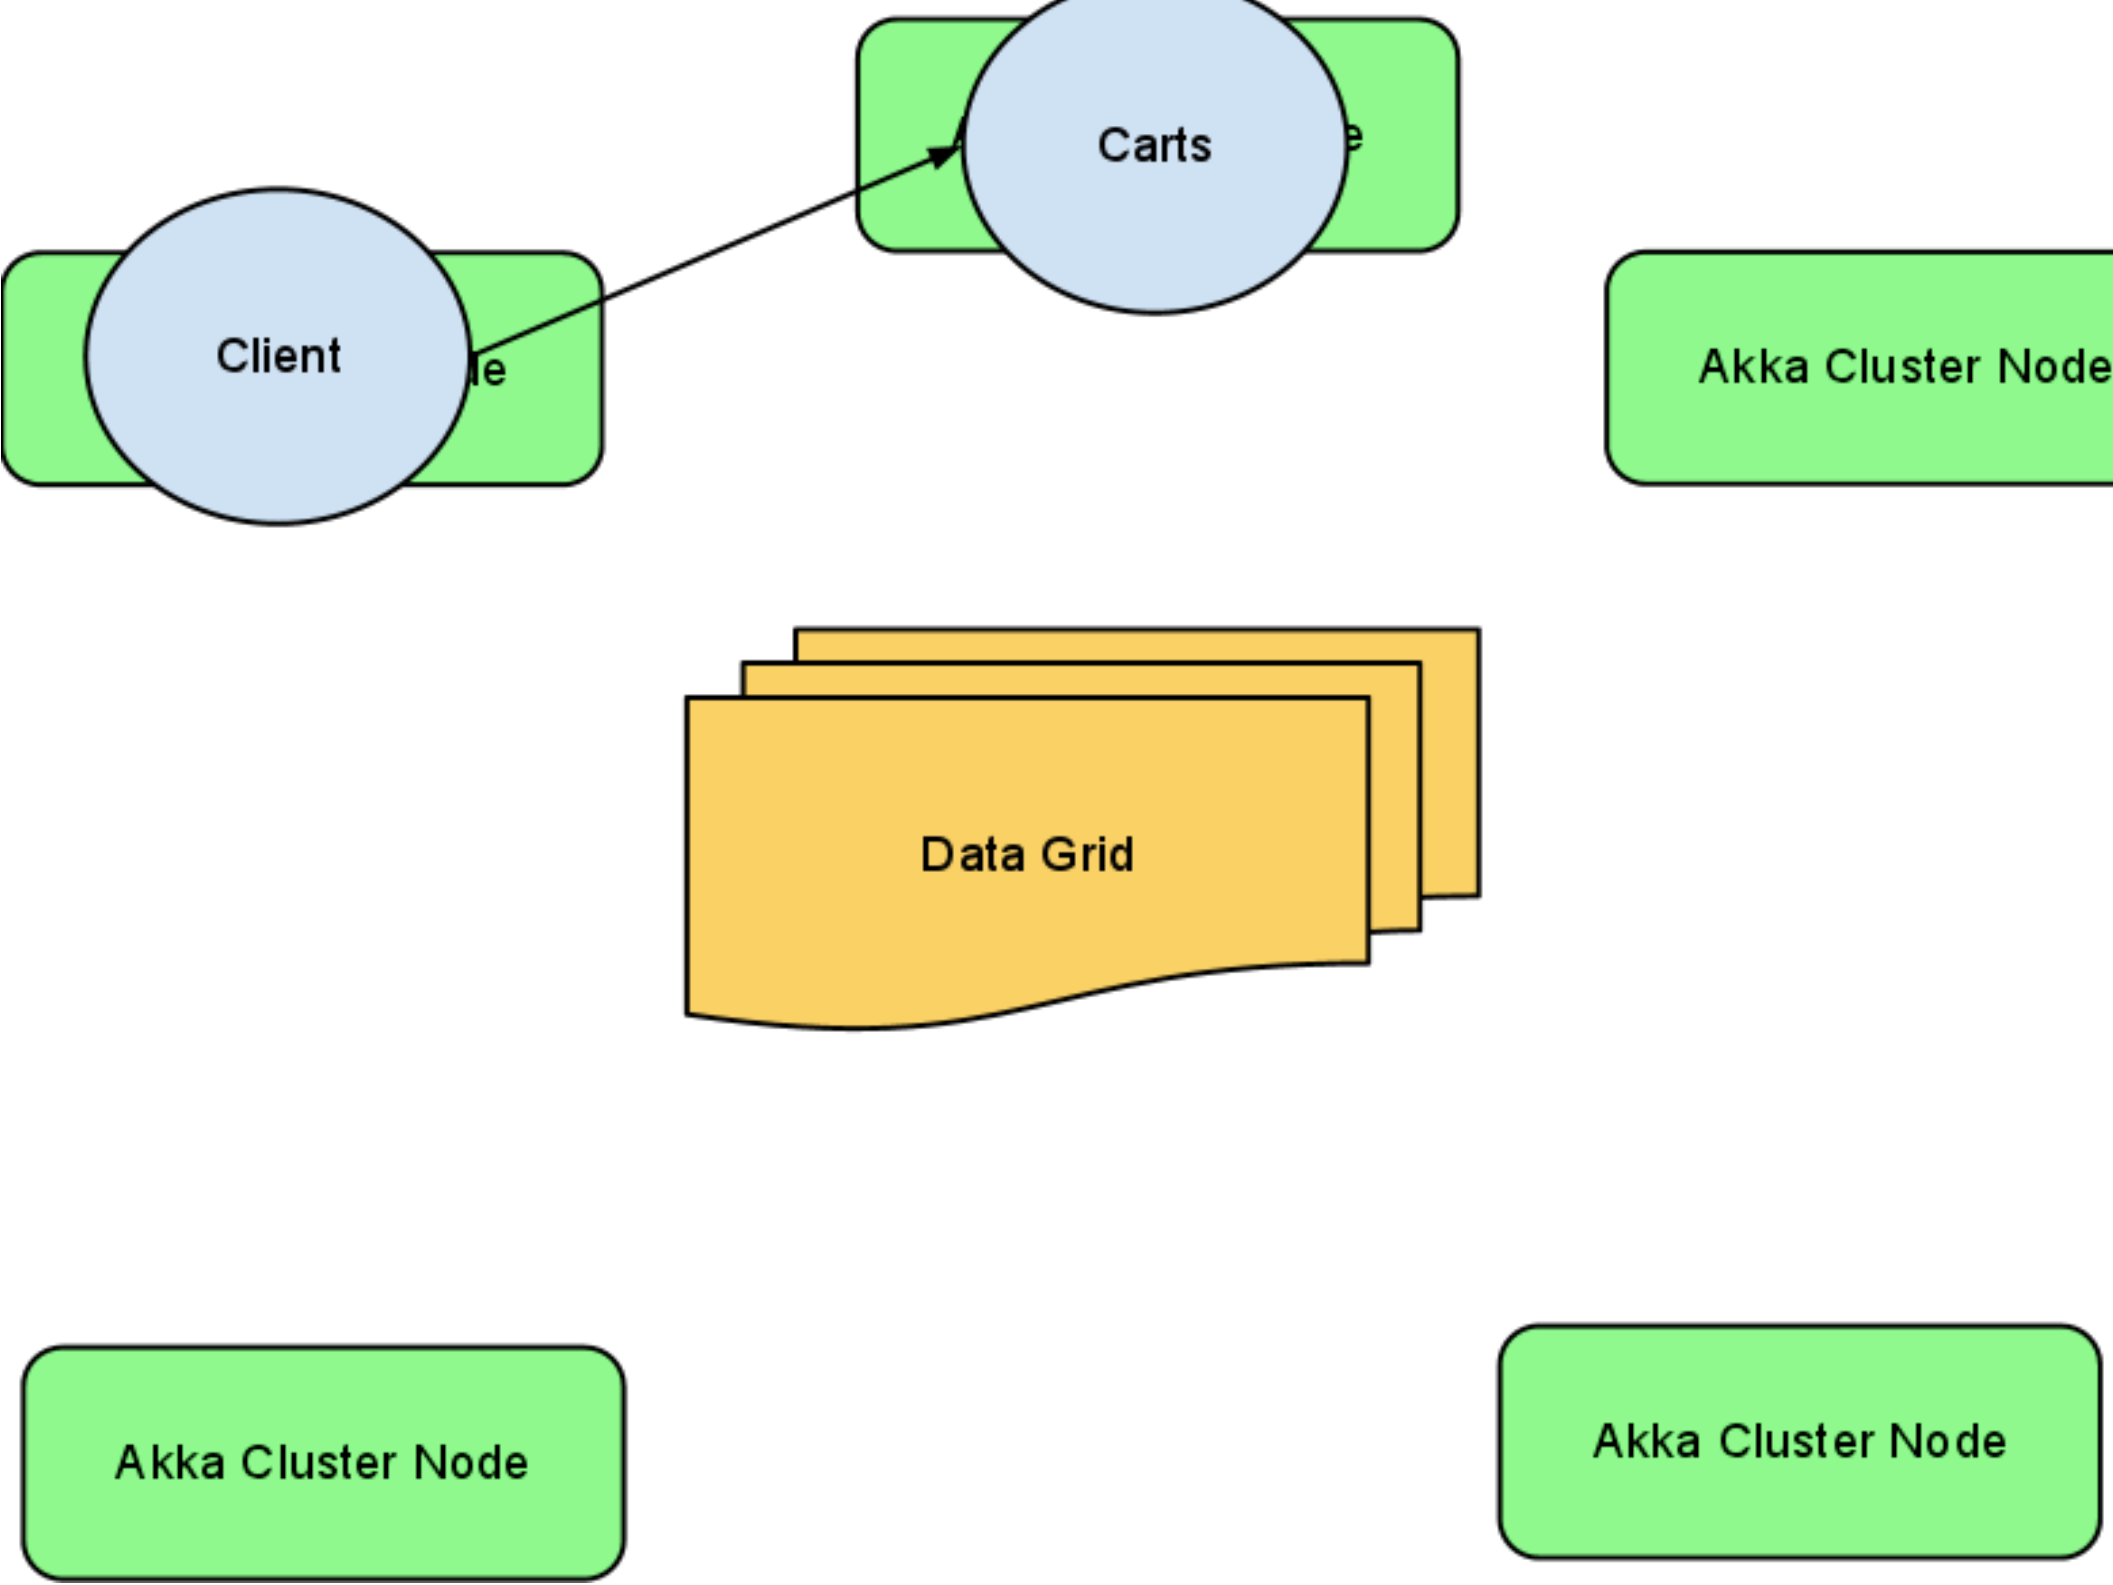 Carts
Client
Akka Cluster Node
Data Grid
Akka Cluster Node
Akka Cluster Node